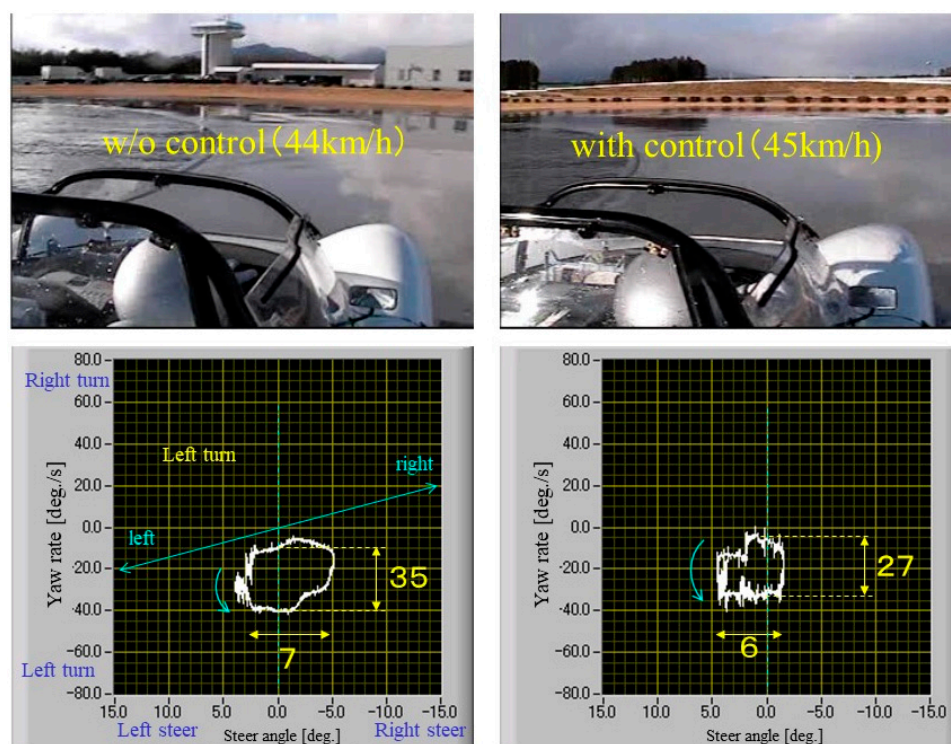 w/o control(44km/h)
with control(45km/h)
80.0
Right turn
60.0
40.0
Left turn
right
20.0
0.0
left
-20.0
35
-40.0
-60.0
7
Left turn
-80.0
Yaw rate [deg./s]
15.0 10.0 5.0 0.0 -5.0 -10.0 -15.0
Left steer Steer angle [deg.] Right steer
80.0
60.0
40.0
20.0
0.0
-20.0
27
-40.0
-60.0
6
-80.0
Yaw rate [deg./s]
15.0 10.0 5.0 0.0 -5.0 -10.0 -15.0
Steer angle [deg.]